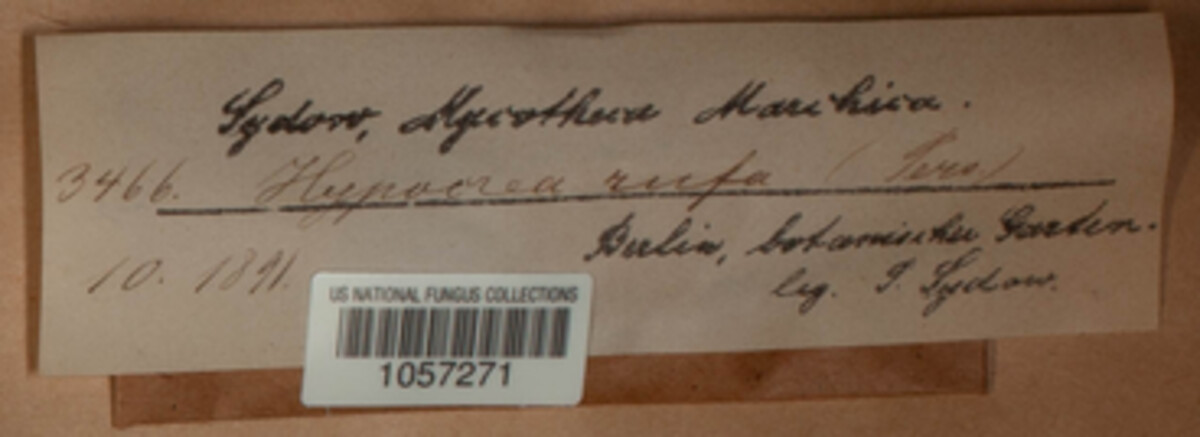 Sydow, Mycotheca Marchica.
3466. Hypocrea rufa (Pers.)
Berlin, botanischer Garten.
10. 1891.
leg. P. Sydow.
US NATIONAL FUNGUS COLLECTIONS
1057271